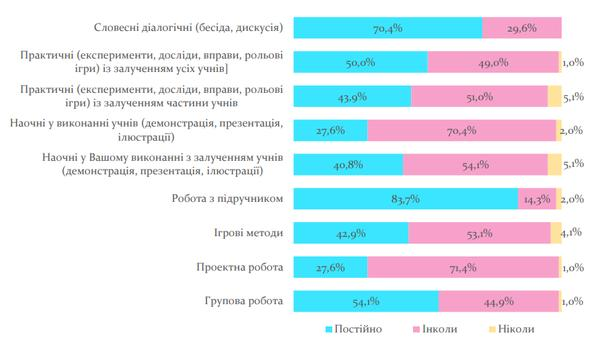 Словесні діалогічні (бесіда, дискусія)
70,4% 29,6%
Практичні (експерименти, досліди, вправи, рольові
ігри) із залученням усіх учнів]
50,0% 49,0% 1,0%
Практичні (експерименти, досліди, вправи, рольові
ігри) із залученням частини учнів
43,9% 51,0% 5,1%
Наочні у виконанні учнів (демонстрація, презентація,
ілюстрації)
27,6% 70,4% 2,0%
Наочні у Вашому виконанні з залученням учнів
(демонстрація, презентація, ілюстрації)
40,8% 54,1% 5,1%
Робота з підручником
83,7% 14,3% 2,0%
Ігрові методи
42,9% 53,1% 4,1%
Проектна робота
27,6% 71,4% 1,0%
Групова робота
54,1% 44,9% 1,0%
Постійно Інколи Ніколи